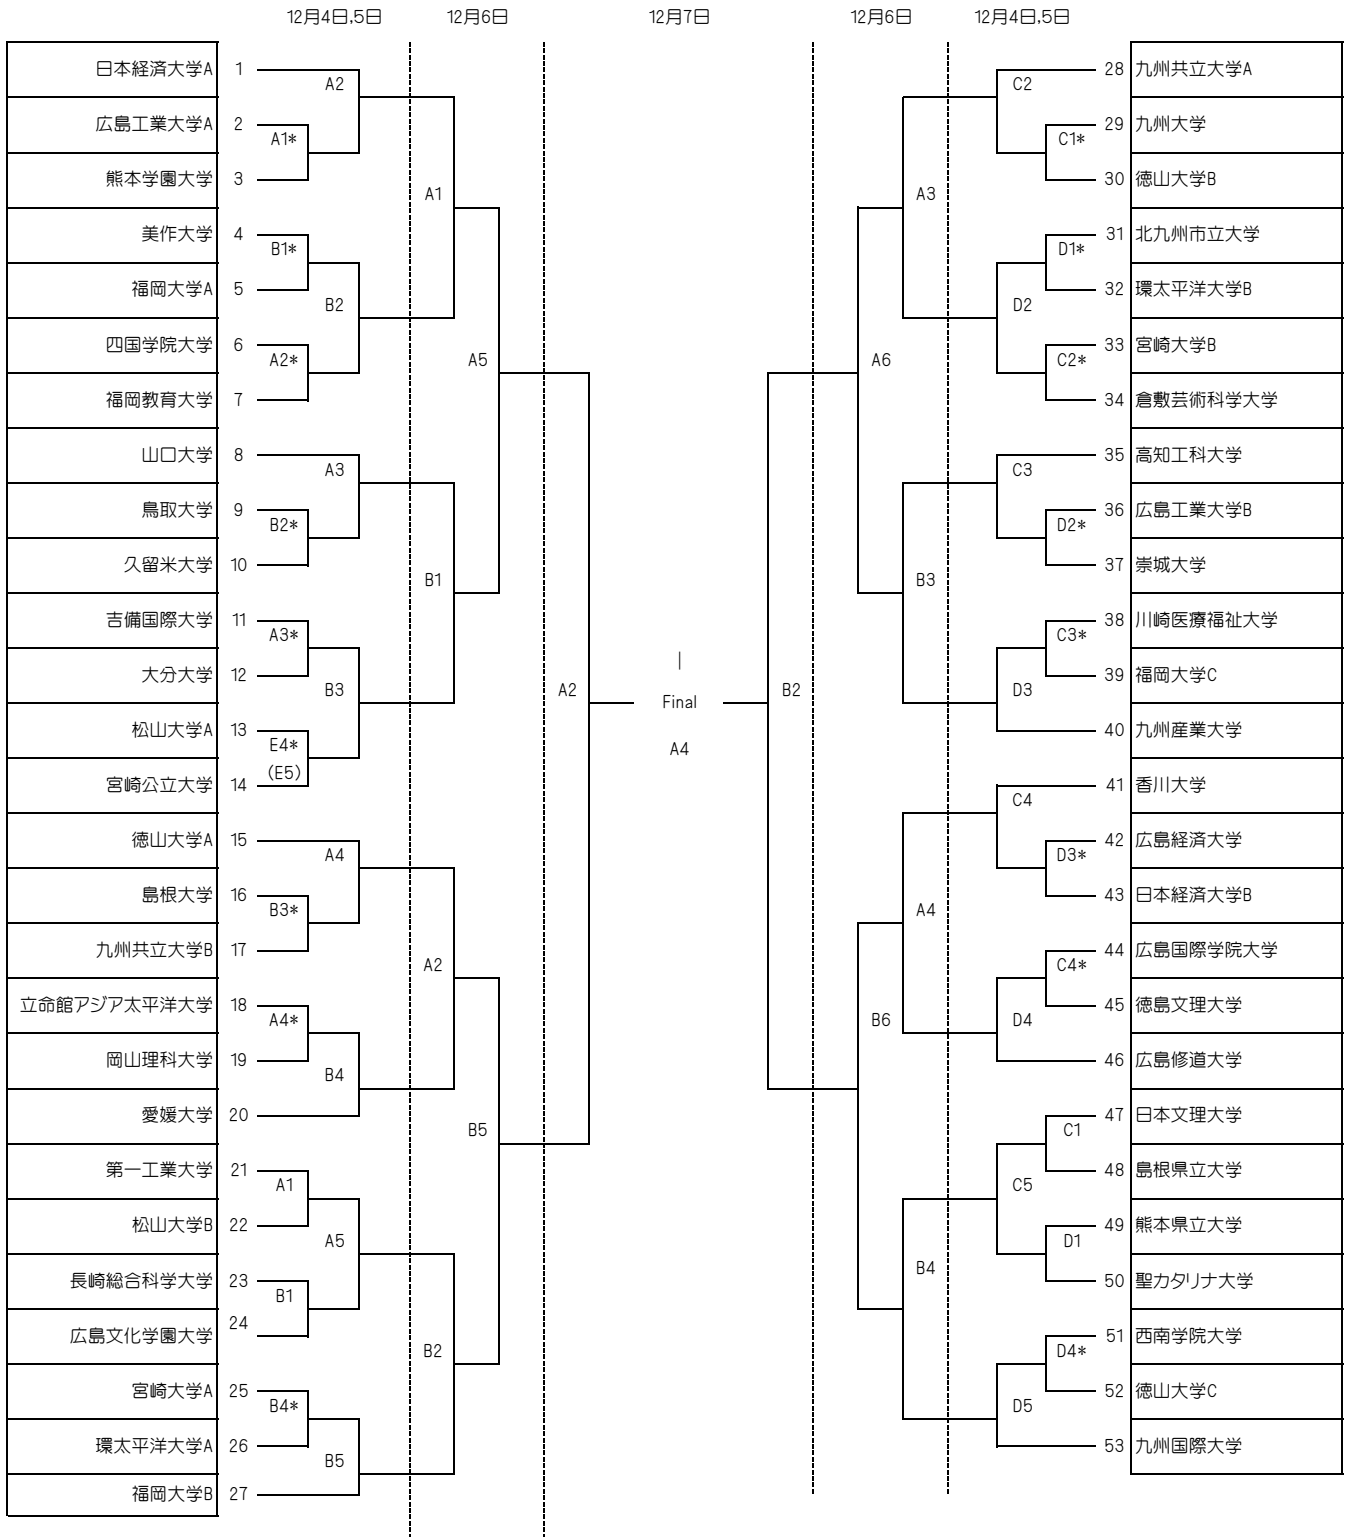 12月4日,5日 12月6日 12月7日 12月6日 12月4日,5日
日本経済大学A 1 28 九州共立大学A
A2 C2
広島工業大学A 2 29 九州大学
A1* C1*
熊本学園大学 3 30 徳山大学B
A1 A3
美作大学 4 31 北九州市立大学
B1* D1*
福岡大学A 5 32 環太平洋大学B
B2 D2
四国学院大学 6 33 宮崎大学B
A2* A5 A6 C2*
福岡教育大学 7 34 倉敷芸術科学大学
山口大学 8 35 高知工科大学
A3 C3
鳥取大学 9 36 広島工業大学B
B2* D2*
久留米大学 10 37 崇城大学
B1 B3
吉備国際大学 11 38 川崎医療福祉大学
A3* C3*
大分大学 12 | 39 福岡大学C
B3 A2 B2 D3
Final
松山大学A 13 40 九州産業大学
E4* A4
(E5)
宮崎公立大学 14 41 香川大学
C4
徳山大学A 15 42 広島経済大学
A4 D3*
島根大学 16 43 日本経済大学B
B3* A4
九州共立大学B 17 44 広島国際学院大学
A2 C4*
立命館アジア太平洋大学 18 45 徳島文理大学
A4* B6 D4
岡山理科大学 19 46 広島修道大学
B4
愛媛大学 20 47 日本文理大学
B5 C1
第一工業大学 21 48 島根県立大学
A1 C5
松山大学B 22 49 熊本県立大学
A5 D1
B4
長崎総合科学大学 23 50 聖カタリナ大学
B1
広島文化学園大学 24 51 西南学院大学
B2 D4*
宮崎大学A 25 52 徳山大学C
B4* D5
環太平洋大学A 26 53 九州国際大学
B5
福岡大学B 27